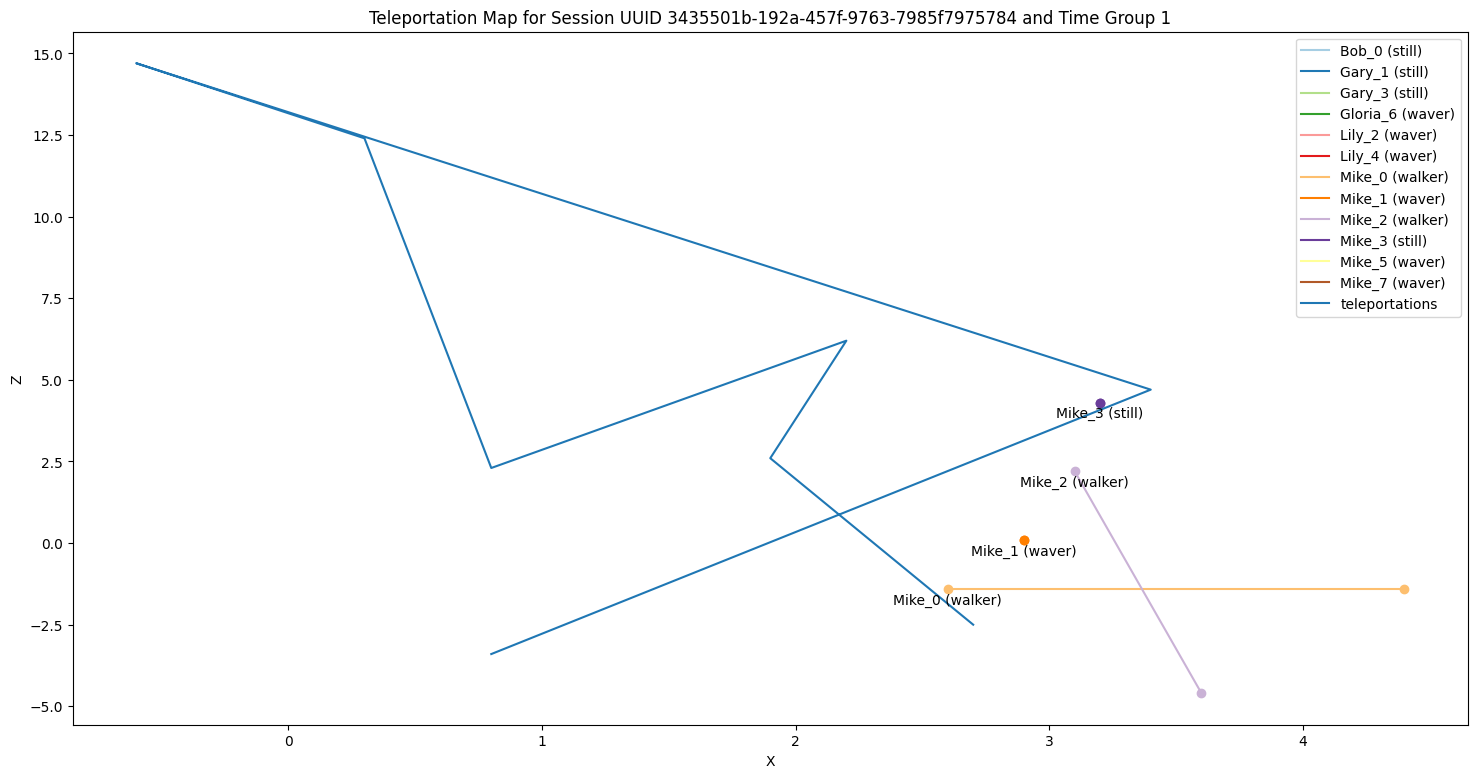 Teleportation Map for Session UUID 3435501b-192a-457f-9763-7985f7975784 and Time Group 1
Bob_0 (still)
Gary_1 (still)
Gary_3 (still)
Gloria_6 (waver)
Lily_2 (waver)
Lily_4 (waver)
Mike_0 (walker)
Mike_1 (waver)
Mike_2 (walker)
Mike_3 (still)
Mike_5 (waver)
Mike_7 (waver)
teleportations
15.0
12.5
10.0
7.5
5.0
2.5
0.0
−2.5
−5.0
Z
Mike_3 (still)
Mike_2 (walker)
Mike_1 (waver)
Mike_0 (walker)
0 1 2 3 4
X